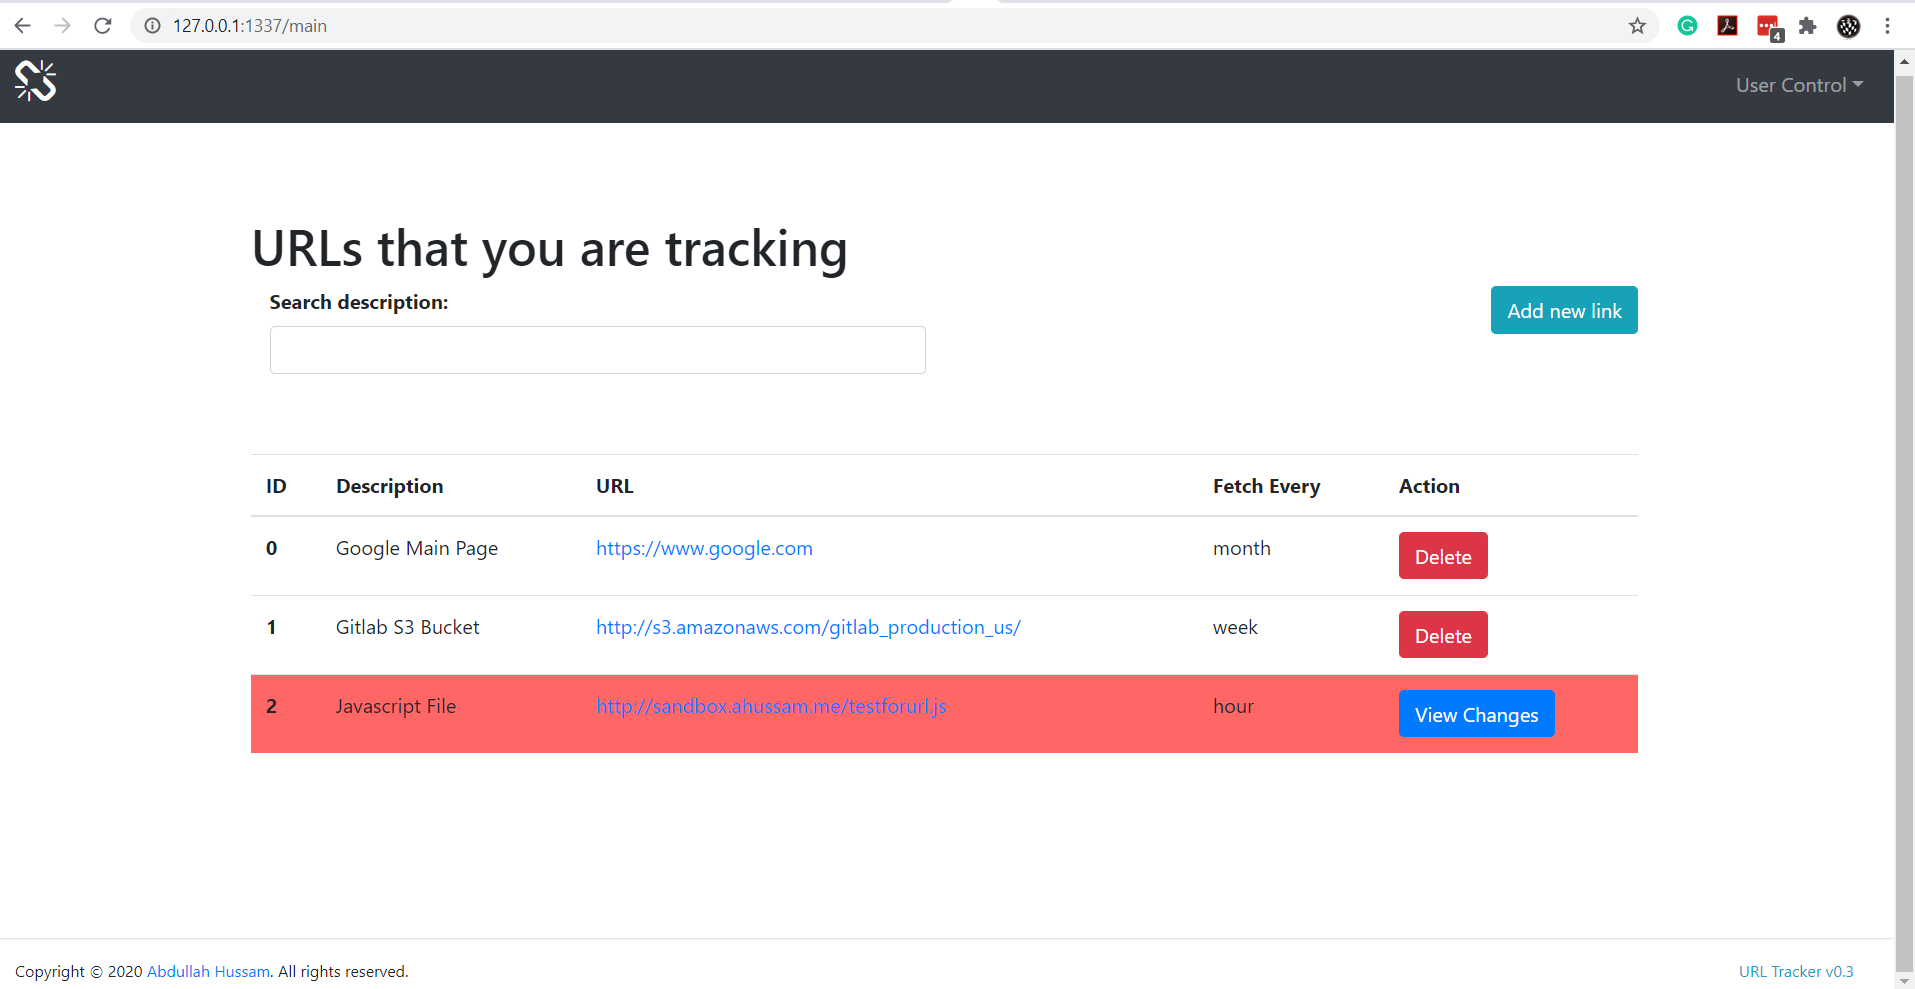 127.0.0.1:1337/main
4
User Control
URLs that you are tracking
Search description:
Add new link
ID Description URL Fetch Every Action
0 Google Main Page https://www.google.com month Delete
1 Gitlab S3 Bucket http://s3.amazonaws.com/gitlab_production_us/ week Delete
2 Javascript File http://sandbox.ahussam.me/testforurl.js hour View Changes
Copyright © 2020 Abdullah Hussam. All rights reserved.
URL Tracker v0.3